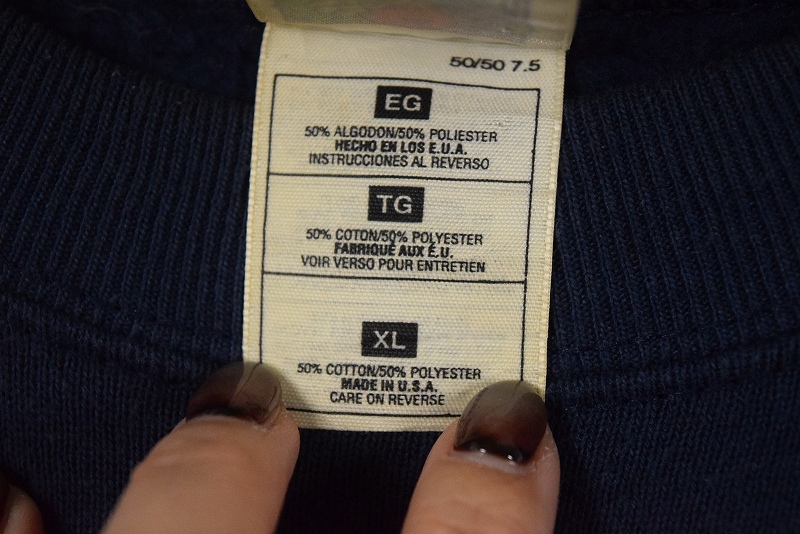 50/50 7.5
EG
50% ALGODON/50% POLIESTER
HECHO EN LOS E.U.A.
INSTRUCCIONES AL REVERSO
TG
50% COTON/50% POLYESTER
FABRIQUÉ AUX É.U.
VOIR VERSO POUR ENTRETIEN
XL
50% COTTON/50% POLYESTER
MADE IN U.S.A.
CARE ON REVERSE